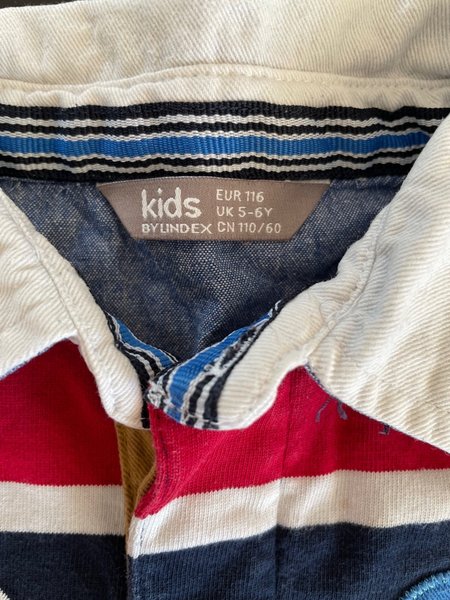 kids
BY LINDEX
EUR 116
UK 5-6Y
CN 110/60